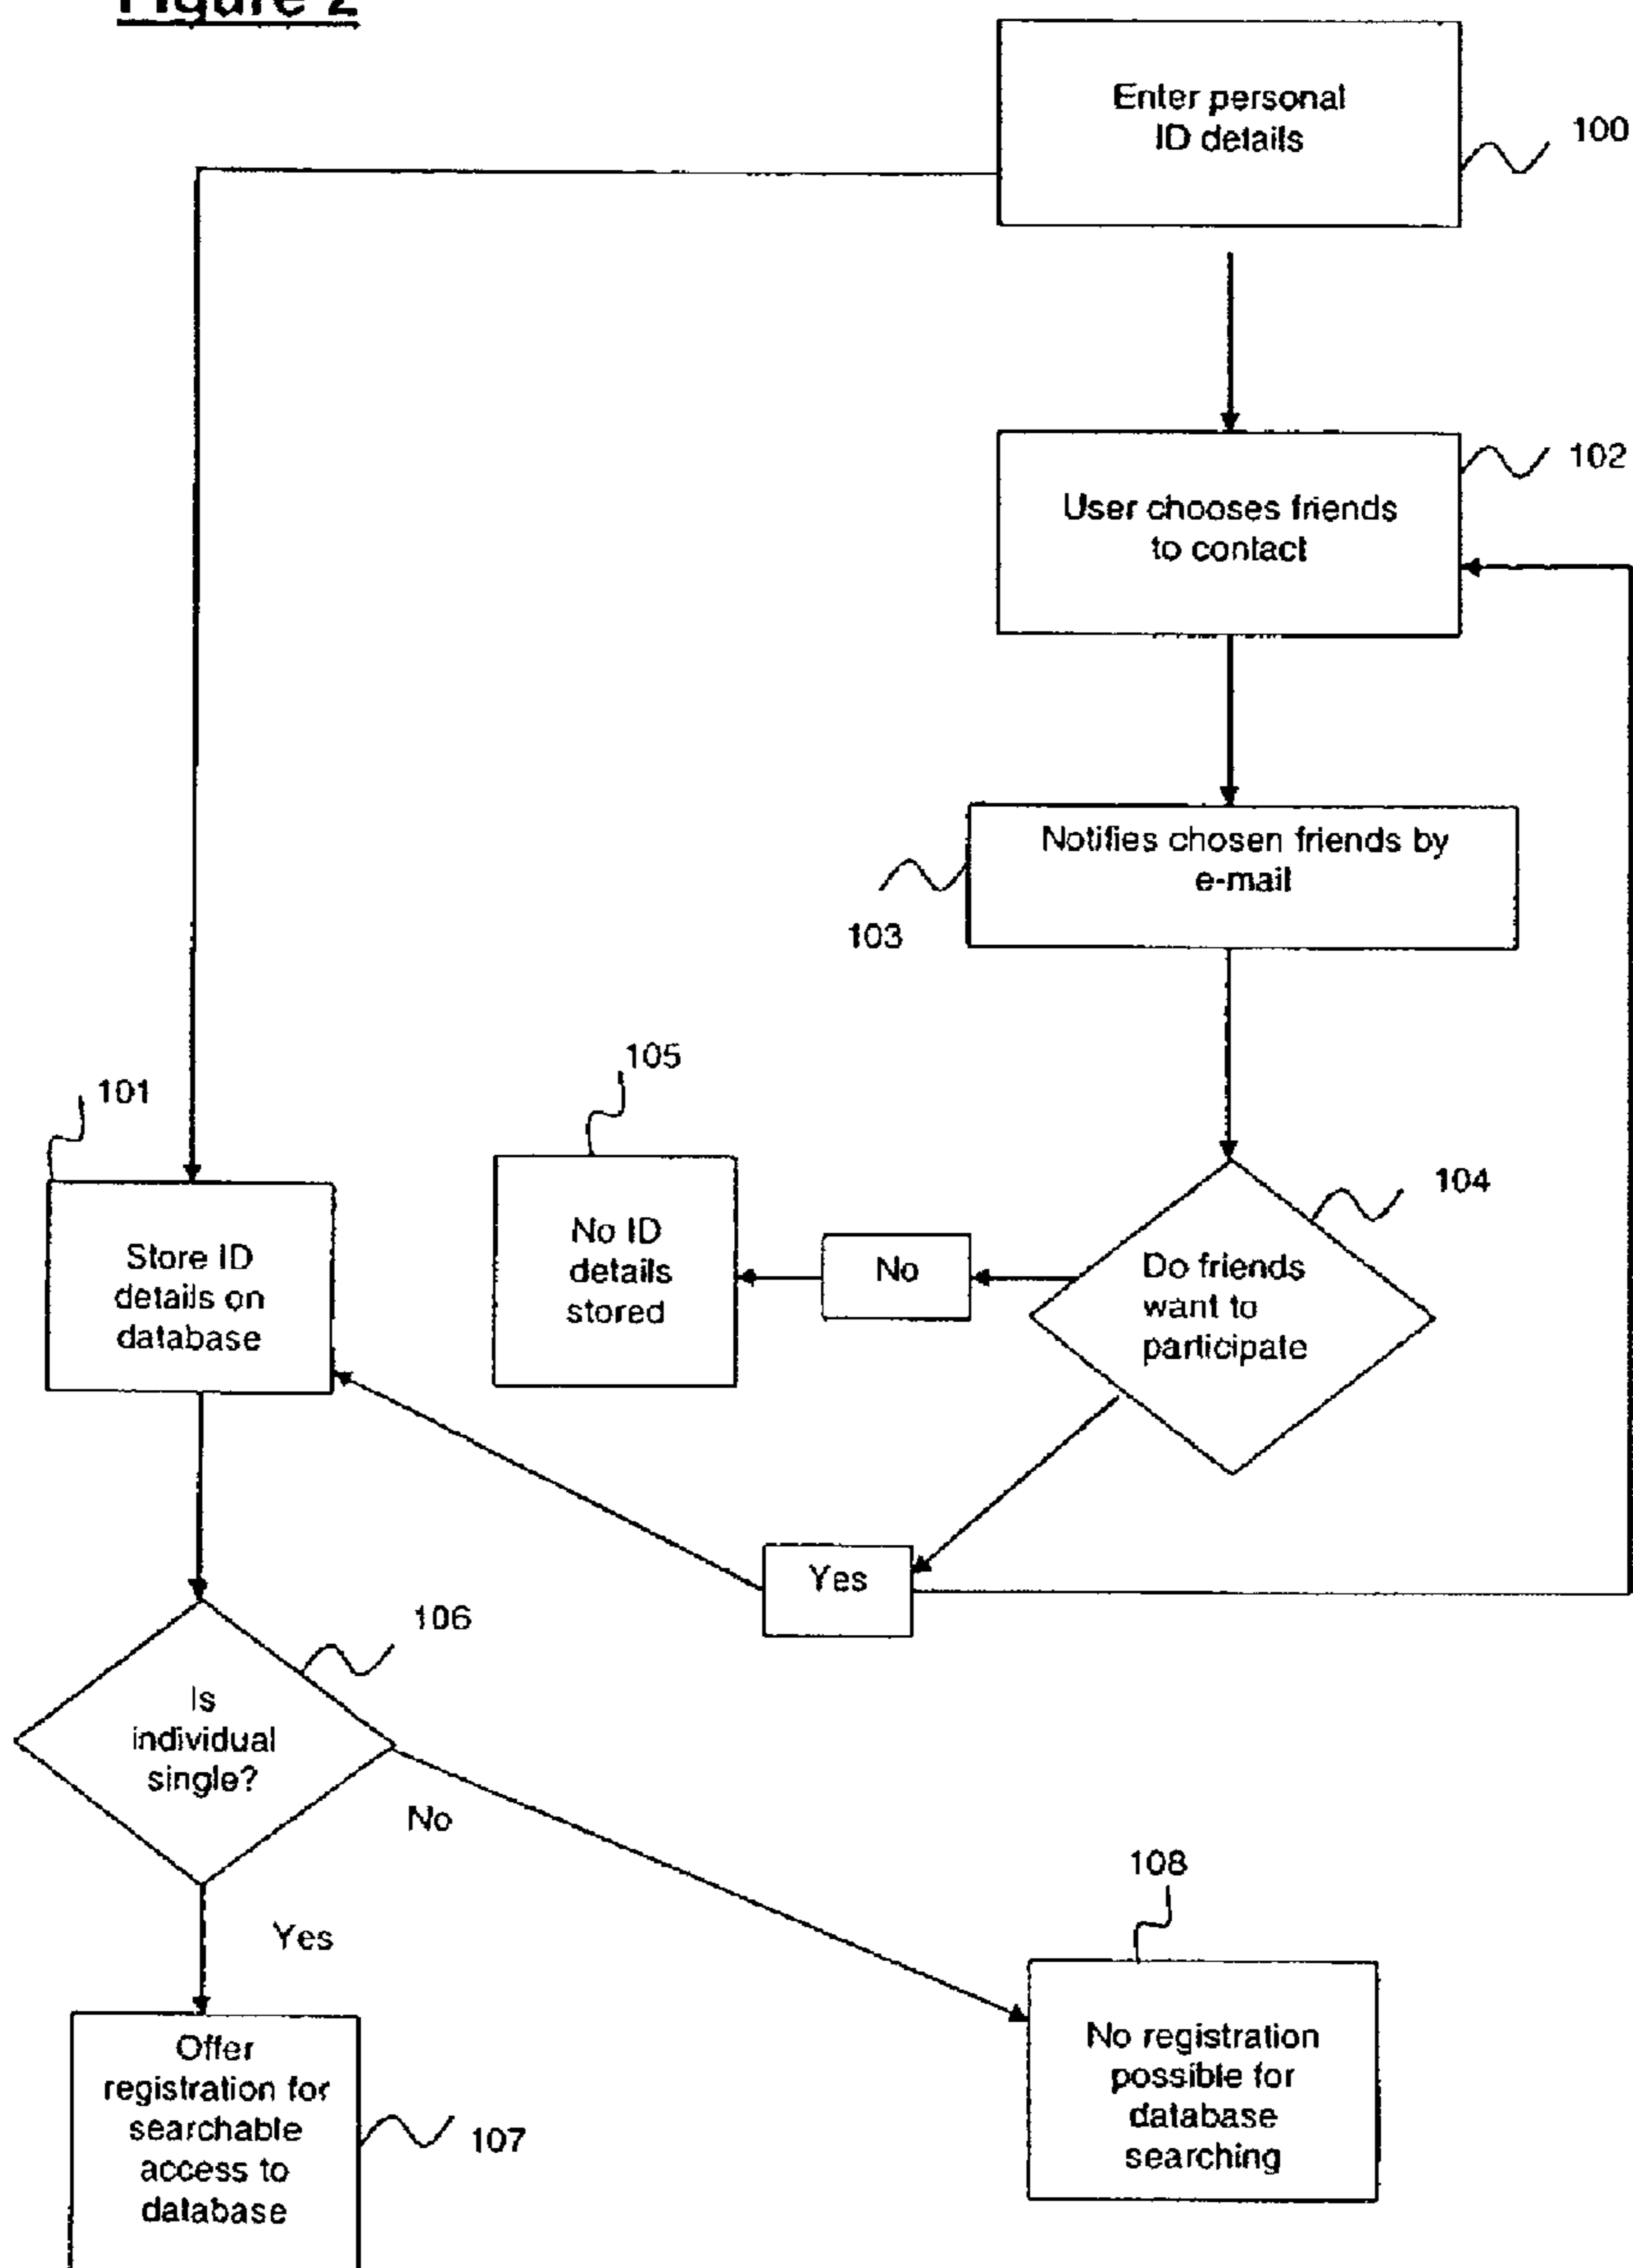 Figure 2
Enter personal
ID details
100
102
User chooses friends
to contact
Notifies chosen friends by
e-mail
103
105
101
104
No ID
details
stored
No
Do friends
want to
participate
Store ID
details on
database
Yes
106
Is
individual
single?
No
108
Yes
No registration
possible for
database
searching
Offer
registration for
searchable
access to
database
107